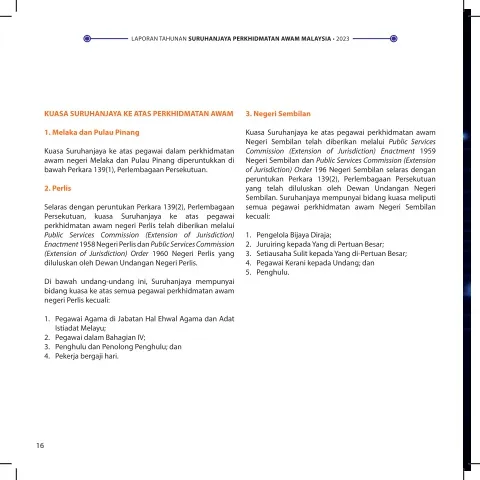 LAPORAN TAHUNAN SURUHANJAYA PERKHIDMATAN AWAM MALAYSIA • 2023
KUASA SURUHANJAYA KE ATAS PERKHIDMATAN AWAM
1. Melaka dan Pulau Pinang
Kuasa Suruhanjaya ke atas pegawai dalam perkhidmatan
awam negeri Melaka dan Pulau Pinang diperuntukkan di
bawah Perkara 139(1), Perlembagaan Persekutuan.
2. Perlis
Selaras dengan peruntukan Perkara 139(2), Perlembagaan
Persekutuan, kuasa Suruhanjaya ke atas pegawai
perkhidmatan awam negeri Perlis telah diberikan melalui
Public Services Commission (Extension of Jurisdiction)
Enactment 1958 Negeri Perlis dan Public Services Commission
(Extension of Jurisdiction) Order 1960 Negeri Perlis yang
diluluskan oleh Dewan Undangan Negeri Perlis.
Di bawah undang-undang ini, Suruhanjaya mempunyai
bidang kuasa ke atas semua pegawai perkhidmatan awam
negeri Perlis kecuali:
1. Pegawai Agama di Jabatan Hal Ehwal Agama dan Adat
Istiadat Melayu;
2. Pegawai dalam Bahagian IV;
3. Penghulu dan Penolong Penghulu; dan
4. Pekerja bergaji hari.
3. Negeri Sembilan
Kuasa Suruhanjaya ke atas pegawai perkhidmatan awam
Negeri Sembilan telah diberikan melalui Public Services
Commission (Extension of Jurisdiction) Enactment 1959
Negeri Sembilan dan Public Services Commission (Extension
of Jurisdiction) Order 196 Negeri Sembilan selaras dengan
peruntukan Perkara 139(2), Perlembagaan Persekutuan
yang telah diluluskan oleh Dewan Undangan Negeri
Sembilan. Suruhanjaya mempunyai bidang kuasa meliputi
semua pegawai perkhidmatan awam Negeri Sembilan
kecuali:
1. Pengelola Bijaya Diraja;
2. Juruiring kepada Yang di Pertuan Besar;
3. Setiausaha Sulit kepada Yang di-Pertuan Besar;
4. Pegawai Kerani kepada Undang; dan
5. Penghulu.
16